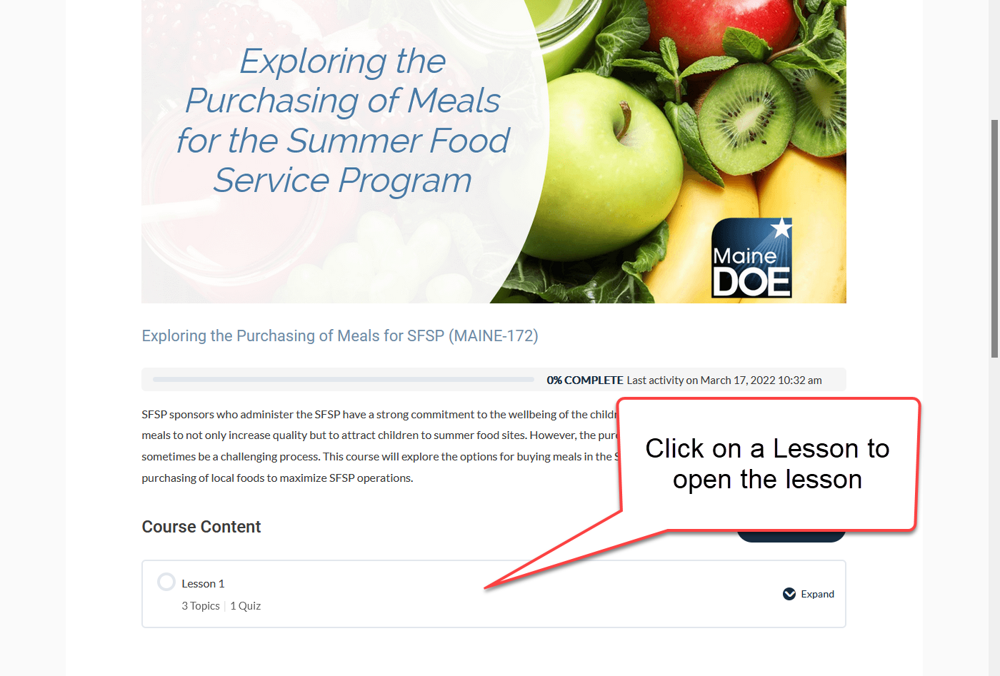 Exploring the
Purchasing of Meals
for the Summer Food
Service Program
Maine
DOE
Exploring the Purchasing of Meals for SFSP (MAINE-172)
0% COMPLETE Last activity on March 17, 2022 10:32 am
SFSP sponsors who administer the SFSP have a strong commitment to the wellbeing of the
meals to not only increase quality but to attract children to summer food sites. However, the
sometimes be a challenging process. This course will explore the options for buying meals in the
purchasing of local foods to maximize SFSP operations.
Click on a Lesson to
open the lesson
Course Content
Lesson 1
3 Topics | 1 Quiz
Expand